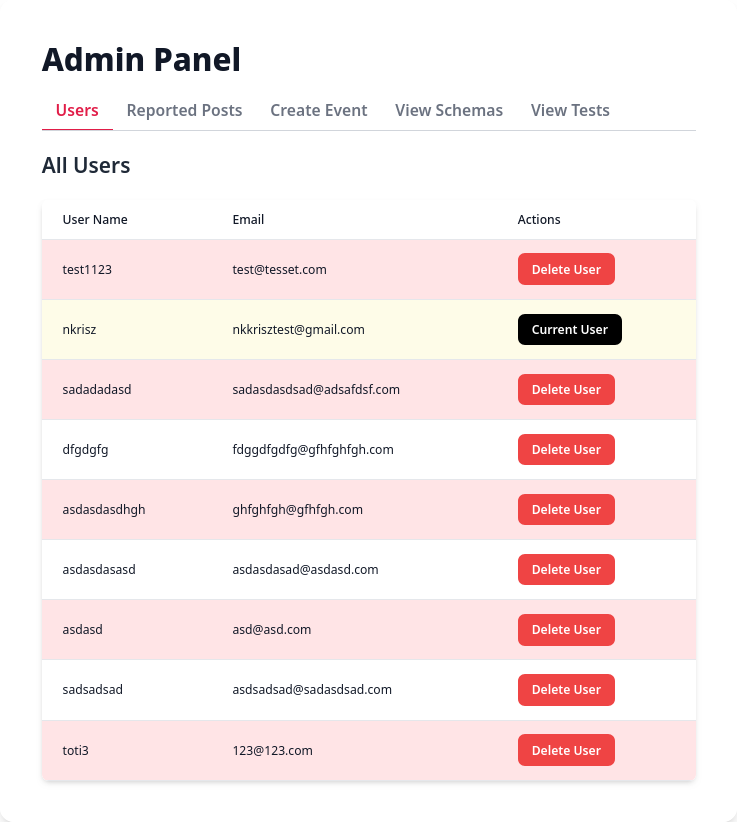 Admin Panel
Users Reported Posts Create Event View Schemas View Tests
All Users
User Name Email Actions
test1123 test@tesset.com Delete User
nkrisz nkkrisztest@gmail.com Current User
sadadadasd sadasdasdsad@adsafdsf.com Delete User
dfgdgfg fdggdfgdfg@gfhfghfgh.com Delete User
asdasdasdhgh ghfghfgh@gfhfgh.com Delete User
asdasdasasd asdasdasad@asdasd.com Delete User
asdasd asd@asd.com Delete User
sadsadsad asdsadsad@sadasdsad.com Delete User
toti3 123@123.com Delete User